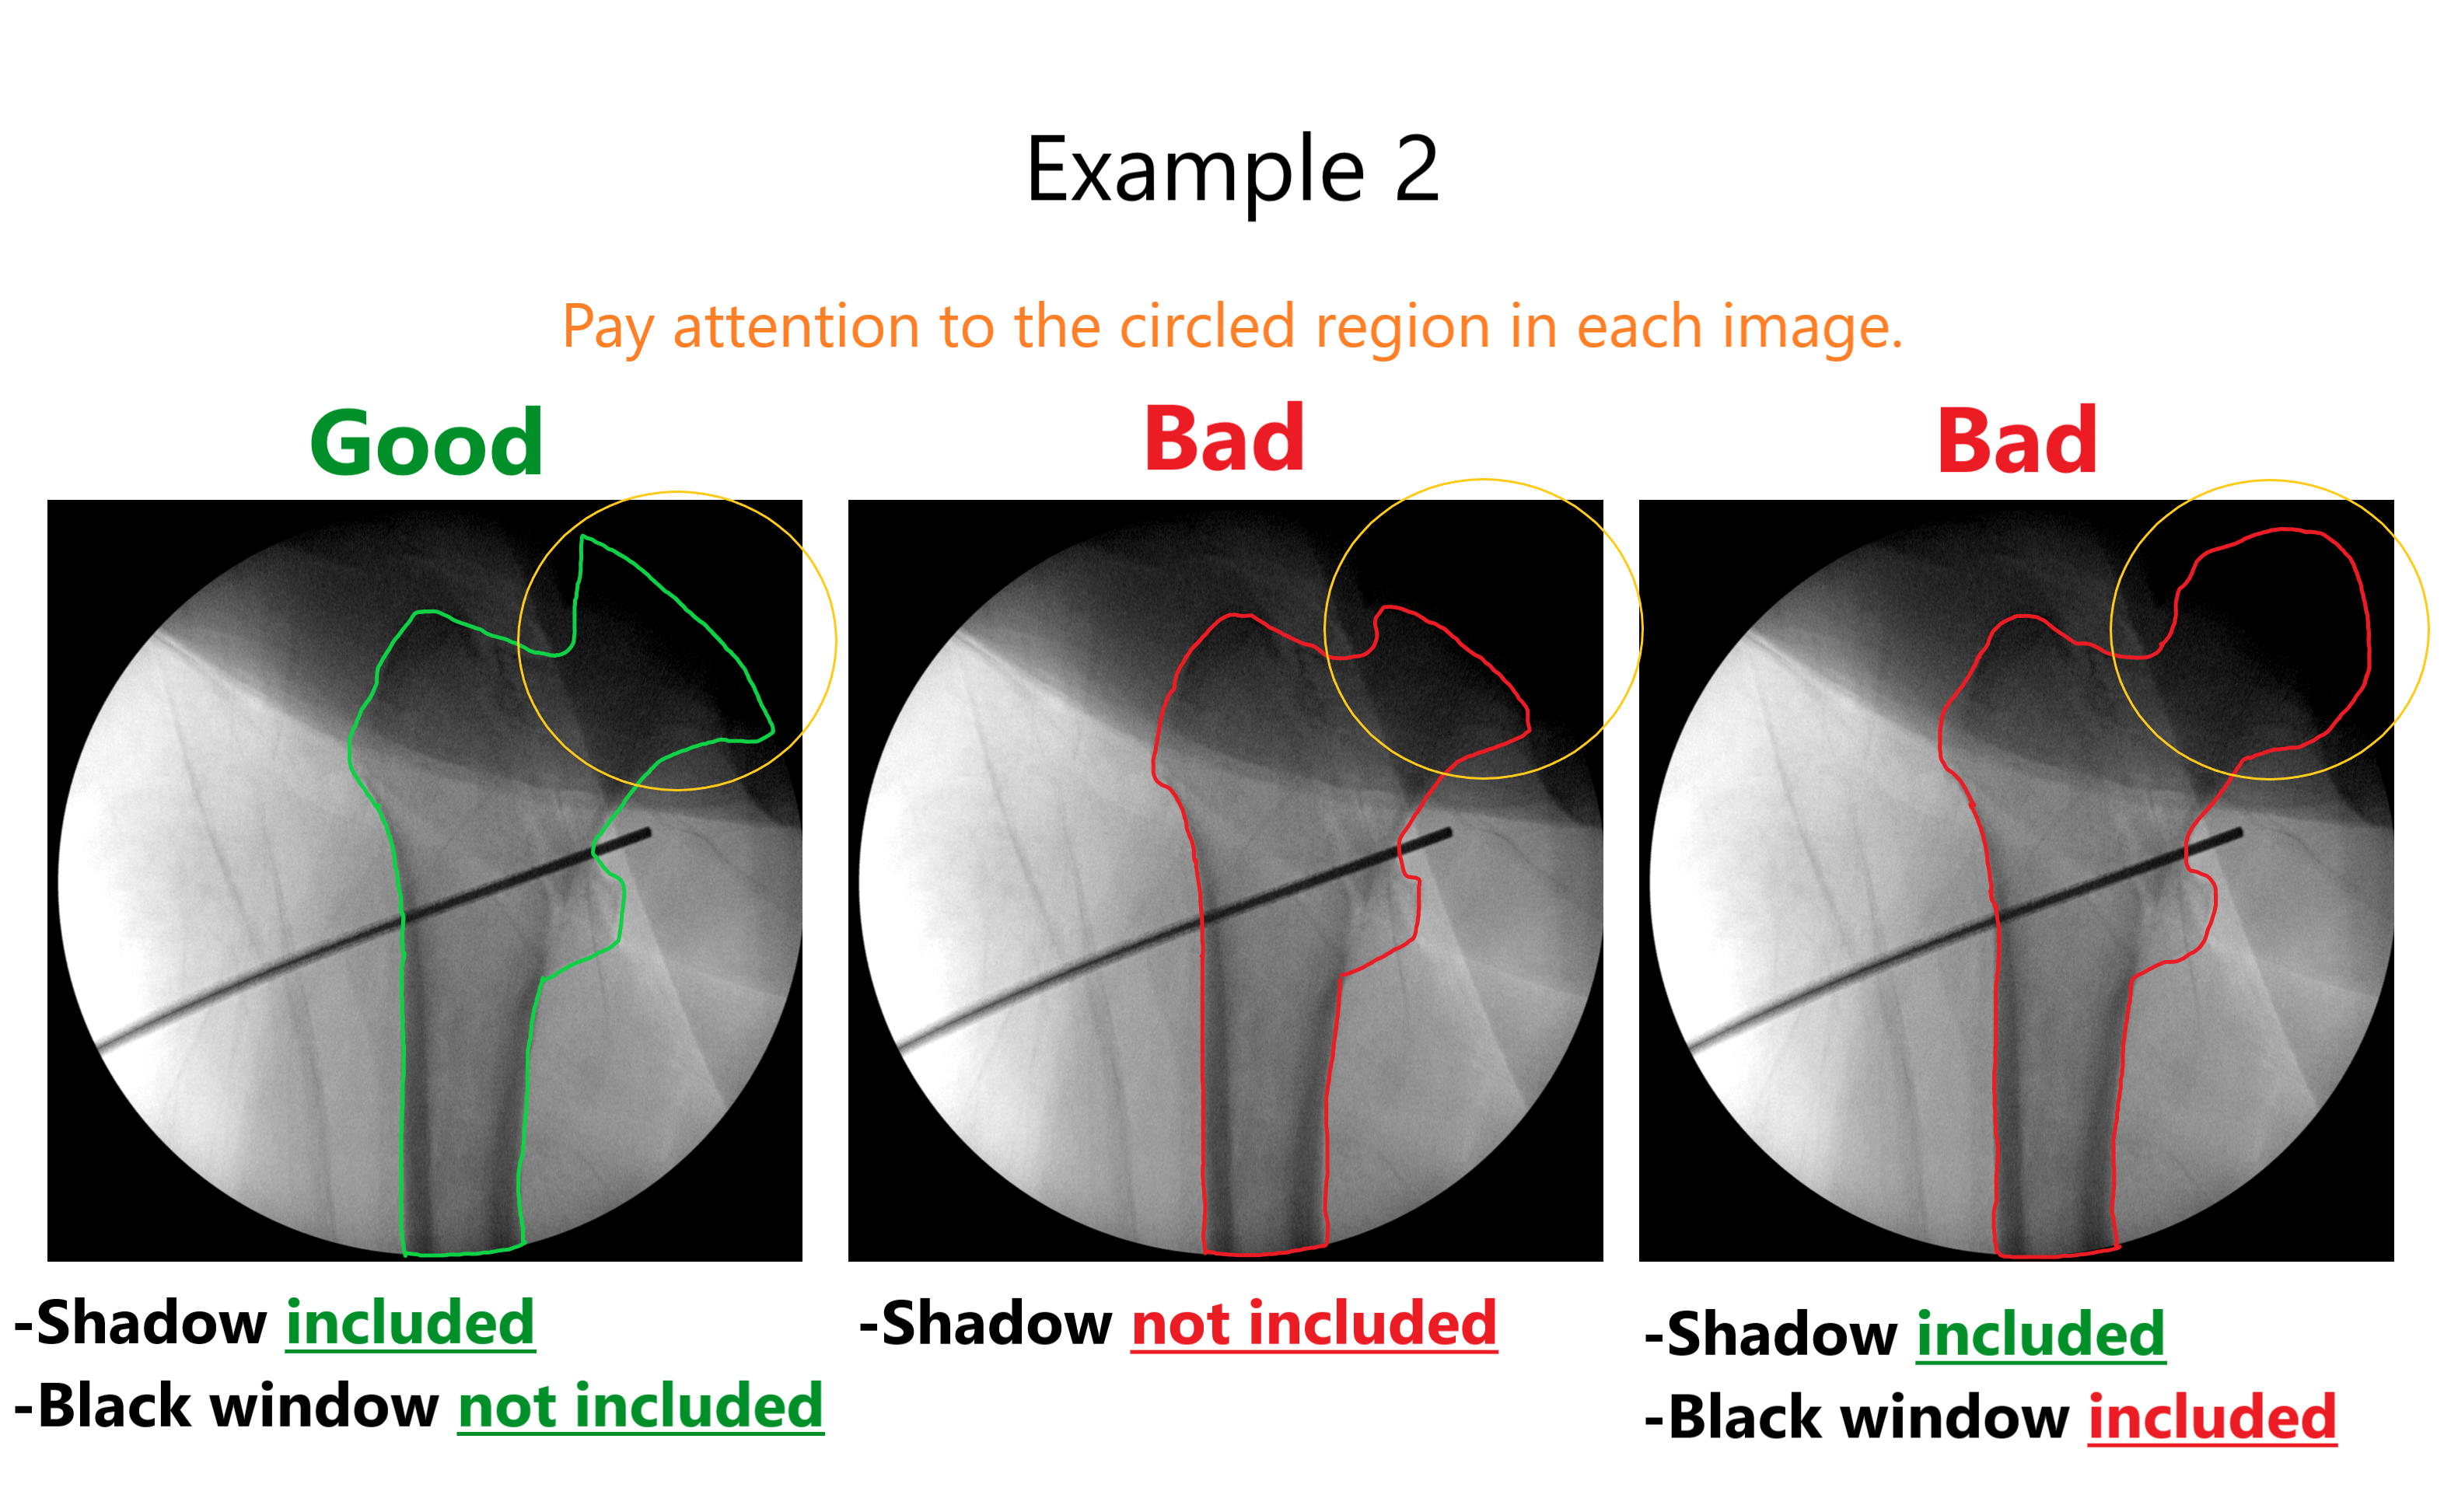 Example 2
Pay attention to the circled region in each image.
Good
Bad
Bad
-Shadow included
-Black window not included
-Shadow not included
-Shadow included
-Black window included